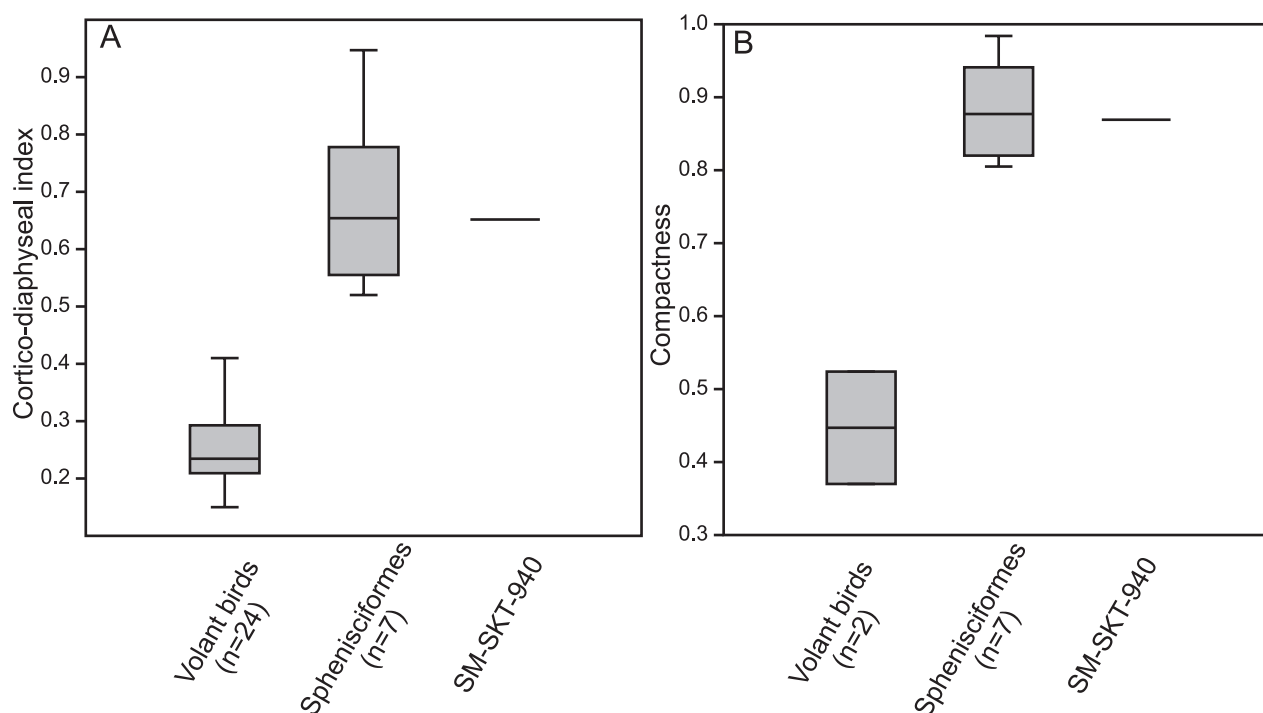 A
Cortico-diaphyseal index
0.9
0.8
0.7
0.6
0.5
0.4
0.3
0.2
Volant birds
(n=24)
Sphenisciformes
(n=7)
SM-SKT-940
B
Compactness
1.0
0.9
0.8
0.7
0.6
0.5
0.4
0.3
Volant birds
(n=2)
Sphenisciformes
(n=7)
SM-SKT-940